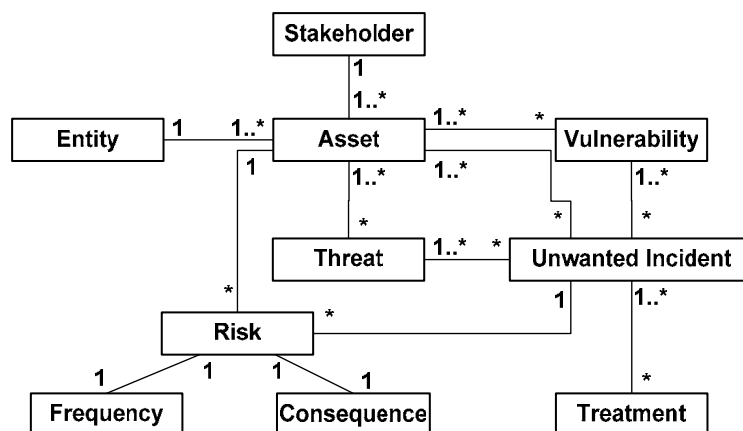 Stakeholder
1
1..*
Entity
1
1..*
Asset
1..*
*
Vulnerability
1
1..*
1..*
1..*
*
*
*
Threat
1..*
*
Unwanted Incident
*
*
1
1..*
Risk
1
1
1
1
*
Frequency
Consequence
Treatment